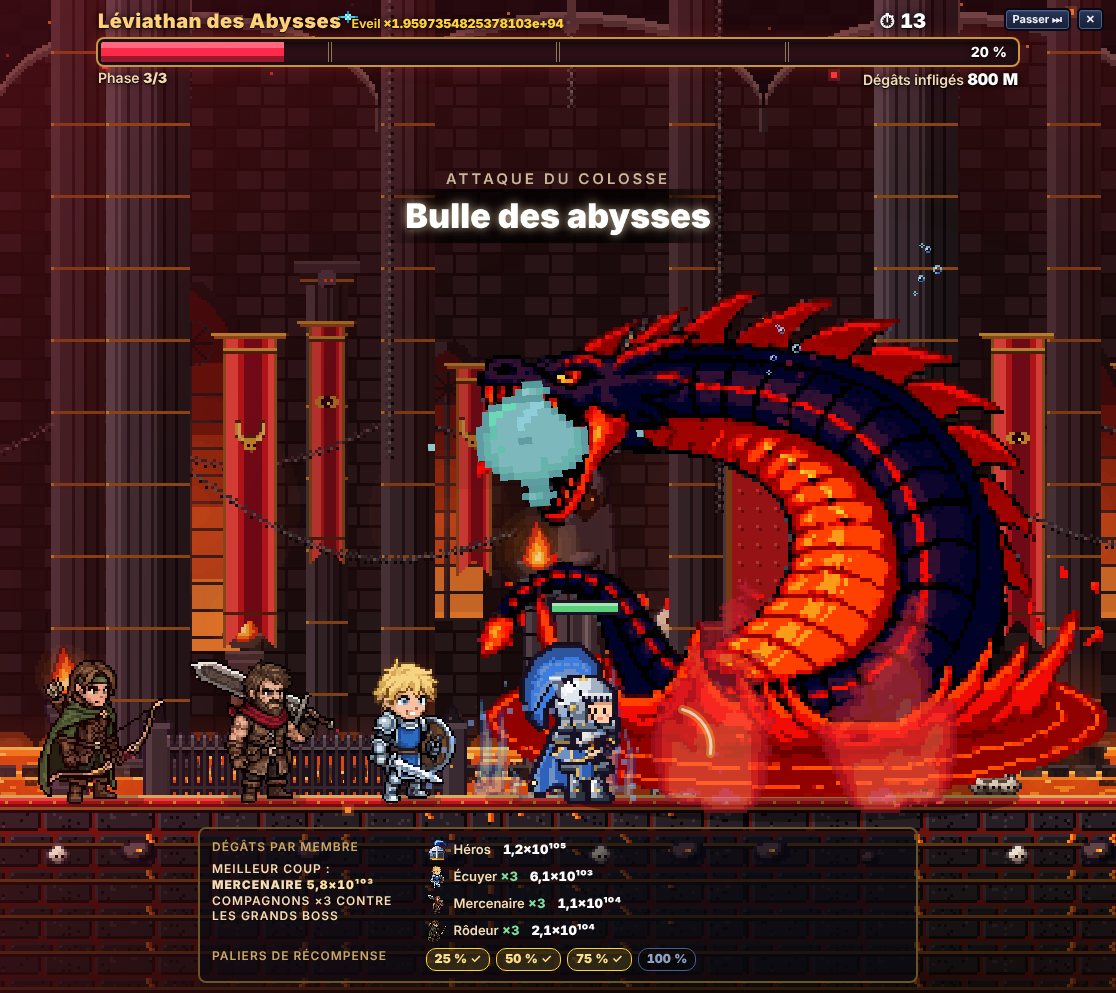 Léviathan des Abysses Éveil ×1.9597354825378103e+94
⏱ 13
Passer ⏭ ✕
20 %
Phase 3/3
Dégâts infligés 800 M
ATTAQUE DU COLOSSE
Bulle des abysses
DÉGÂTS PAR MEMBRE
MEILLEUR COUP :
MERCENAIRE 5,8×10¹⁰³
COMPAGNONS ×3 CONTRE
LES GRANDS BOSS
Héros 1,2×10¹⁰⁵
Écuyer ×3 6,1×10¹⁰³
Mercenaire ×3 1,1×10¹⁰⁴
Rôdeur ×3 2,1×10¹⁰⁴
PALIERS DE RÉCOMPENSE
25 % ✓ 50 % ✓ 75 % ✓ 100 %